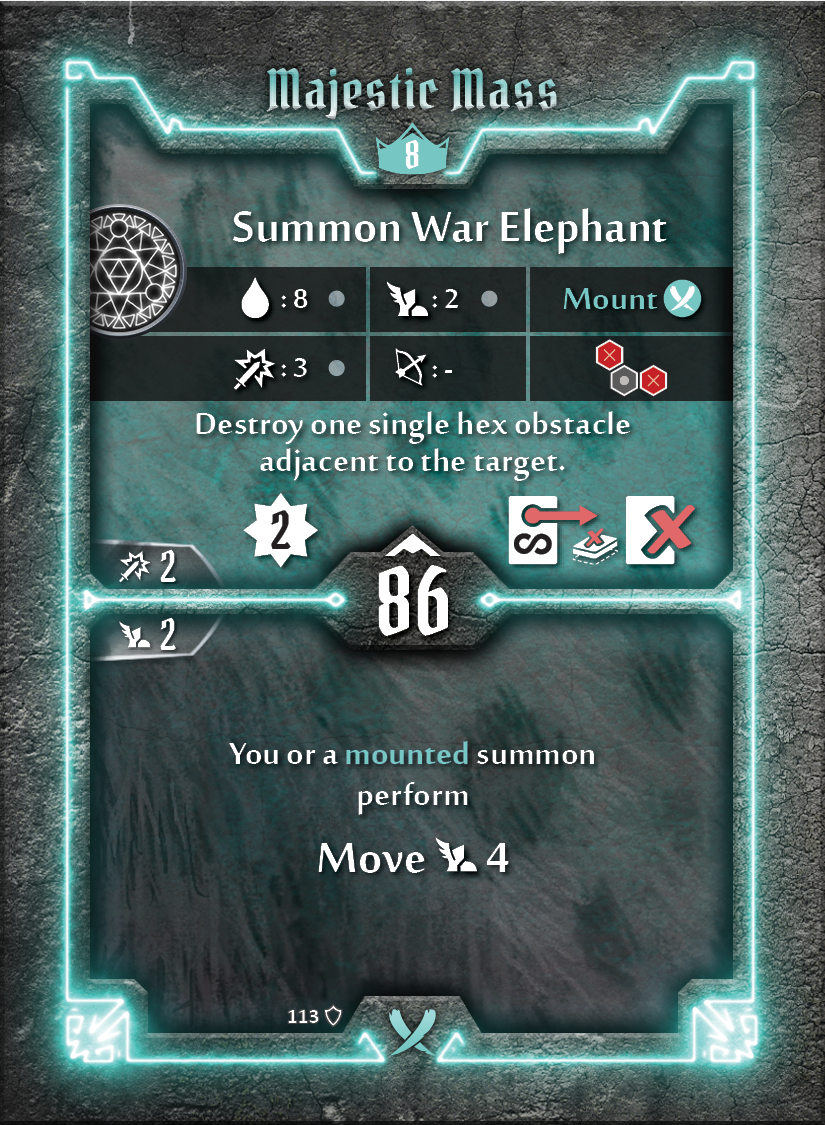 Majestic Mass
8
Summon War Elephant
: 8
: 2
Mount
: 3
: -
Destroy one single hex obstacle
adjacent to the target.
2
2
86
2
You or a mounted summon
perform
Move 4
113